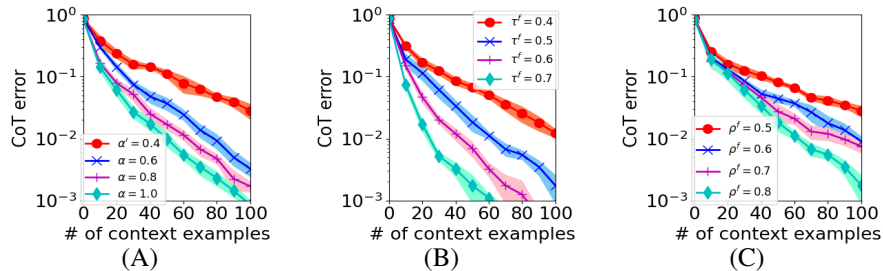 CoT error
10^0
10^-1
10^-2
10^-3
α' = 0.4
α = 0.6
α = 0.8
α = 1.0
0 20 40 60 80 100
# of context examples
(A)
CoT error
10^0
10^-1
10^-2
10^-3
τ^f = 0.4
τ^f = 0.5
τ^f = 0.6
τ^f = 0.7
0 20 40 60 80 100
# of context examples
(B)
CoT error
10^0
10^-1
10^-2
10^-3
ρ^f = 0.5
ρ^f = 0.6
ρ^f = 0.7
ρ^f = 0.8
0 20 40 60 80 100
# of context examples
(C)